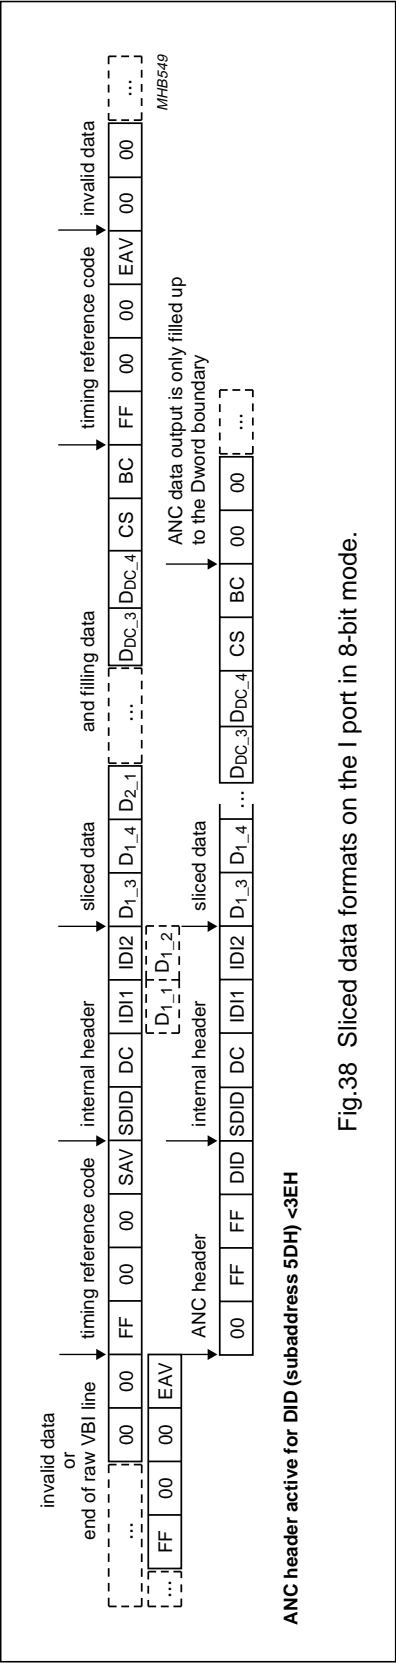 invalid data
or
end of raw VBI line
timing reference code
internal header
sliced data
and filling data
timing reference code
invalid data
... 00 00 FF 00 00 SAV SDID DC IDI1 IDI2 D1_3 D1_4 D2_1 ... DDC_3 DDC_4 CS BC FF 00 00 EAV 00 00 ...
MHB549
... FF 00 00 EAV
D1_1 D1_2
ANC header
internal header
sliced data
ANC data output is only filled up
to the Dword boundary
00 FF FF DID SDID DC IDI1 IDI2 D1_3 D1_4 ... DDC_3 DDC_4 CS BC 00 00 ...
ANC header active for DID (subaddress 5DH) <3EH
Fig.38 Sliced data formats on the I port in 8-bit mode.